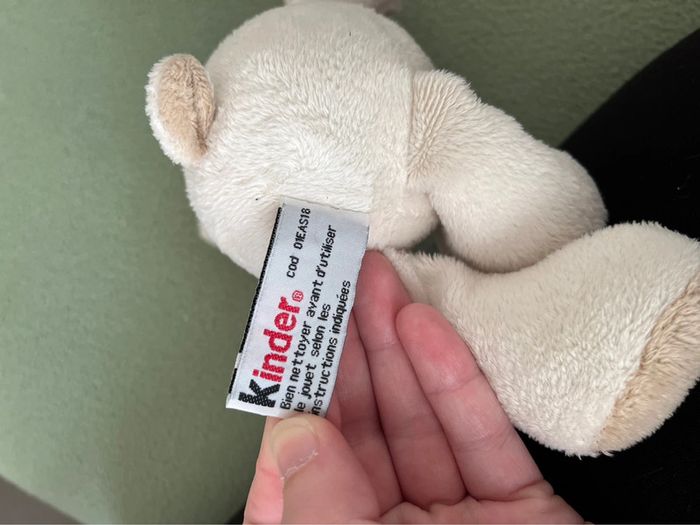 Kinder® cod 01EAS18
Bien nettoyer avant d'utiliser
le jouet selon les
instructions indiquées